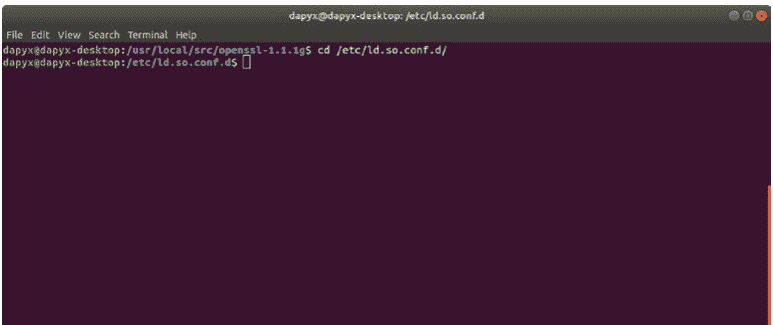 dapyx@dapyx-desktop: /etc/ld.so.conf.d
File Edit View Search Terminal Help
dapyx@dapyx-desktop:/usr/local/src/openssl-1.1.1g$ cd /etc/ld.so.conf.d/
dapyx@dapyx-desktop:/etc/ld.so.conf.d$